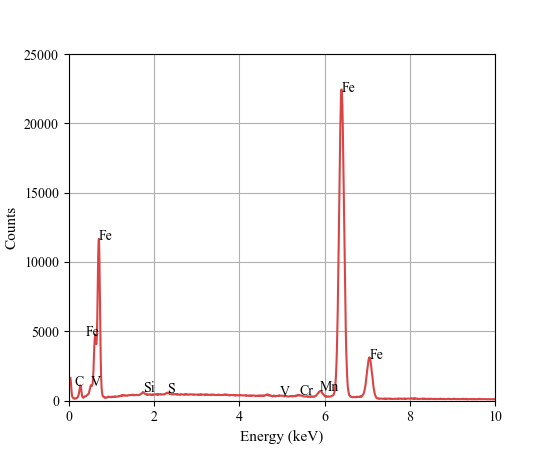 25000
20000
15000
10000
5000
0
Counts
Fe
Fe
Fe
Fe
C
V
Si
S
V
Cr
Mn
0 2 4 6 8 10
Energy (keV)